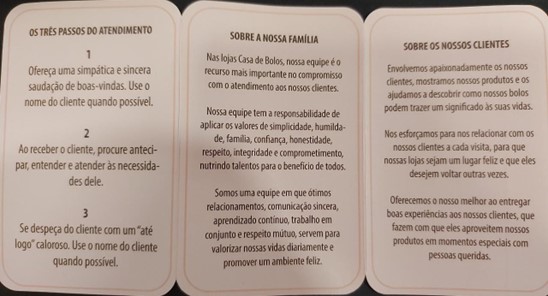 OS TRÊS PASSOS DO ATENDIMENTO
1
Ofereça uma simpática e sincera
saudação de boas-vindas. Use o
nome do cliente quando possível.
2
Ao receber o cliente, procure anteci-
par, entender e atender às necessida-
des dele.
3
Se despeça do cliente com um "até
logo" caloroso. Use o nome do cliente
quando possível.
SOBRE A NOSSA FAMÍLIA
Nas lojas Casa de Bolos, nossa equipe é o
recurso mais importante no compromisso
com o atendimento aos nossos clientes.
Nossa equipe tem a responsabilidade de
aplicar os valores de simplicidade, humilda-
de, família, confiança, honestidade,
respeito, integridade e comprometimento,
nutrindo talentos para o benefício de todos.
Somos uma equipe em que ótimos
relacionamentos, comunicação sincera,
aprendizado contínuo, trabalho em
conjunto e respeito mútuo, servem para
valorizar nossas vidas diariamente e
promover um ambiente feliz.
SOBRE OS NOSSOS CLIENTES
Envolvemos apaixonadamente os nossos
clientes, mostramos nossos produtos e os
ajudamos a descobrir como nossos bolos
podem trazer um significado às suas vidas.
Nos esforçamos para nos relacionar com os
nossos clientes a cada visita, para que
nossas lojas sejam um lugar feliz e que eles
desejem voltar outras vezes.
Oferecemos o nosso melhor ao entregar
boas experiências aos nossos clientes, que
fazem com que eles aproveitem nossos
produtos em momentos especiais com
pessoas queridas.